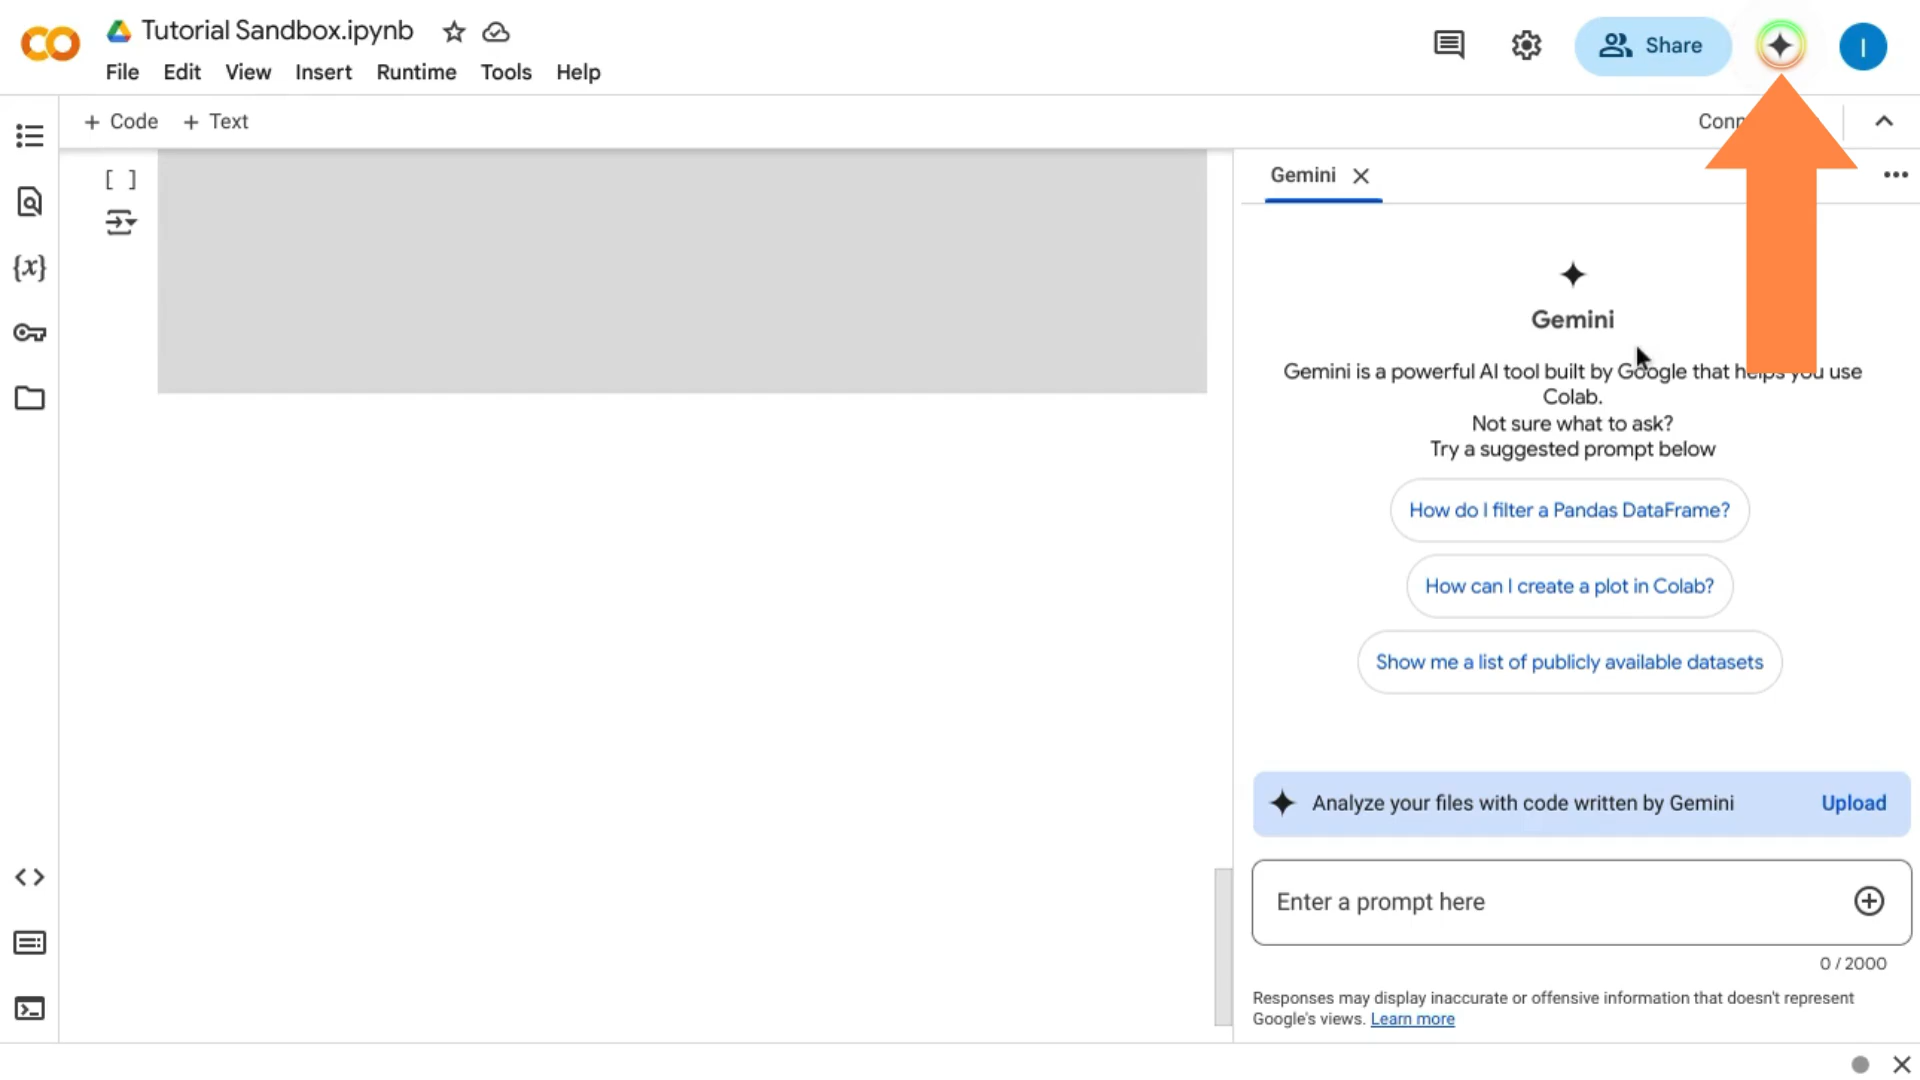 Tutorial Sandbox.ipynb
File Edit View Insert Runtime Tools Help
Share
I
+ Code + Text
[ ]
{x}
Gemini
Gemini
Gemini is a powerful AI tool built by Google that helps you use
Colab.
Not sure what to ask?
Try a suggested prompt below
How do I filter a Pandas DataFrame?
How can I create a plot in Colab?
Show me a list of publicly available datasets
Analyze your files with code written by Gemini Upload
Enter a prompt here
0 / 2000
Responses may display inaccurate or offensive information that doesn't represent
Google's views. Learn more